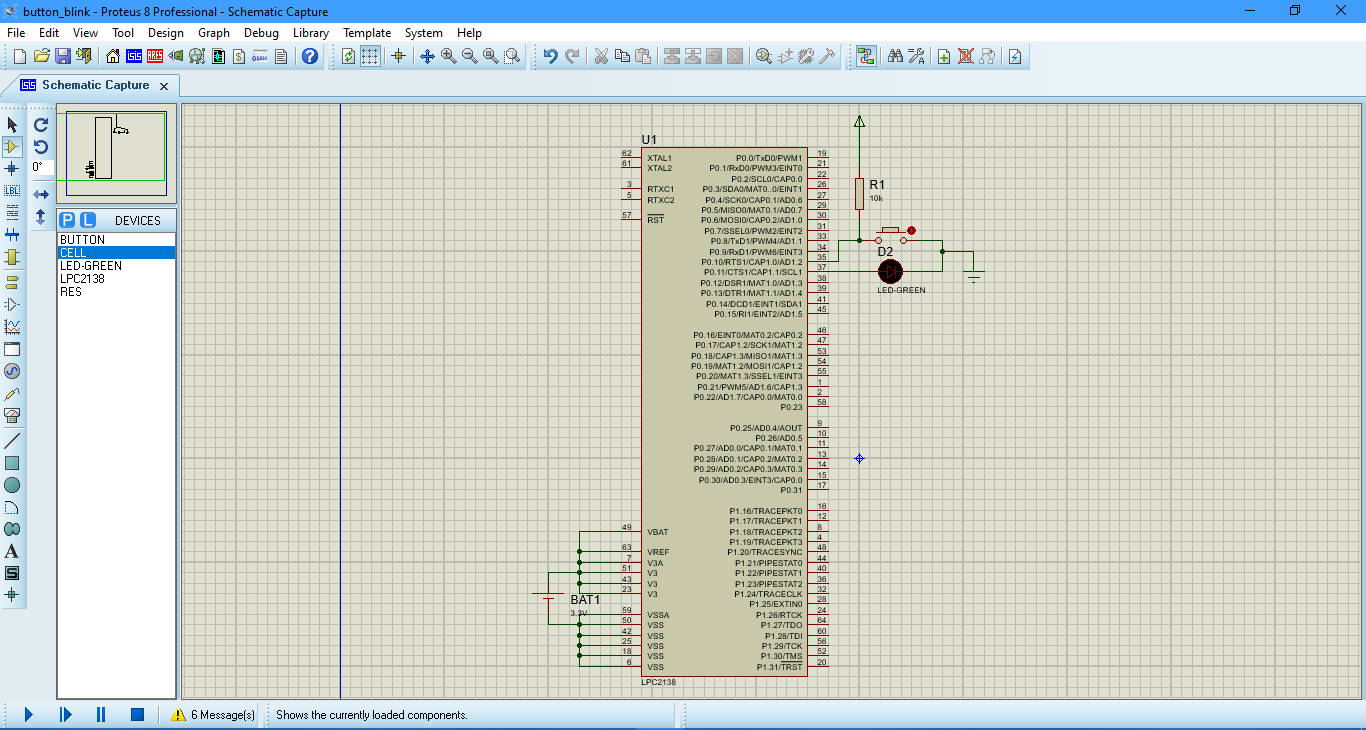 button_blink - Proteus 8 Professional - Schematic Capture
File Edit View Tool Design Graph Debug Library Template System Help
Schematic Capture
0°
P L DEVICES
BUTTON
CELL
LED-GREEN
LPC2138
RES
LBL
A
S
U1
62 XTAL1
61 XTAL2
3 RTXC1
5 RTXC2
57 RST
49 VBAT
63 VREF
7 V3A
51 V3
43 V3
23 V3
59 VSSA
50 VSS
42 VSS
25 VSS
18 VSS
6 VSS
P0.0/TxD0/PWM1 19
P0.1/RxD0/PWM3/EINT0 21
P0.2/SCL0/CAP0.0 22
P0.3/SDA0/MAT0..0/EINT1 26
P0.4/SCK0/CAP0.1/AD0.6 27
P0.5/MISO0/MAT0.1/AD0.7 29
P0.6/MOSI0/CAP0.2/AD1.0 30
P0.7/SSEL0/PWM2/EINT2 31
P0.8/TxD1/PWM4/AD1.1 33
P0.9/RxD1/PWM6/EINT3 34
P0.10/RTS1/CAP1.0/AD1.2 35
P0.11/CTS1/CAP1.1/SCL1 37
P0.12/DSR1/MAT1.0/AD1.3 38
P0.13/DTR1/MAT1.1/AD1.4 39
P0.14/DCD1/EINT1/SDA1 41
P0.15/RI1/EINT2/AD1.5 45
P0.16/EINT0/MAT0.2/CAP0.2 46
P0.17/CAP1.2/SCK1/MAT1.2 47
P0.18/CAP1.3/MISO1/MAT1.3 53
P0.19/MAT1.2/MOSI1/CAP1.2 54
P0.20/MAT1.3/SSEL1/EINT3 55
P0.21/PWM5/AD1.6/CAP1.3 1
P0.22/AD1.7/CAP0.0/MAT0.0 2
P0.23 58
P0.25/AD0.4/AOUT 9
P0.26/AD0.5 10
P0.27/AD0.0/CAP0.1/MAT0.1 11
P0.28/AD0.1/CAP0.2/MAT0.2 13
P0.29/AD0.2/CAP0.3/MAT0.3 14
P0.30/AD0.3/EINT3/CAP0.0 15
P0.31 17
P1.16/TRACEPKT0 16
P1.17/TRACEPKT1 12
P1.18/TRACEPKT2 8
P1.19/TRACEPKT3 4
P1.20/TRACESYNC 48
P1.21/PIPESTAT0 44
P1.22/PIPESTAT1 40
P1.23/PIPESTAT2 36
P1.24/TRACECLK 32
P1.25/EXTIN0 28
P1.26/RTCK 24
P1.27/TDO 64
P1.28/TDI 60
P1.29/TCK 56
P1.30/TMS 52
P1.31/TRST 20
LPC2138
R1
10k
D2
LED-GREEN
BAT1
3.3V
6 Message(s) Shows the currently loaded components.